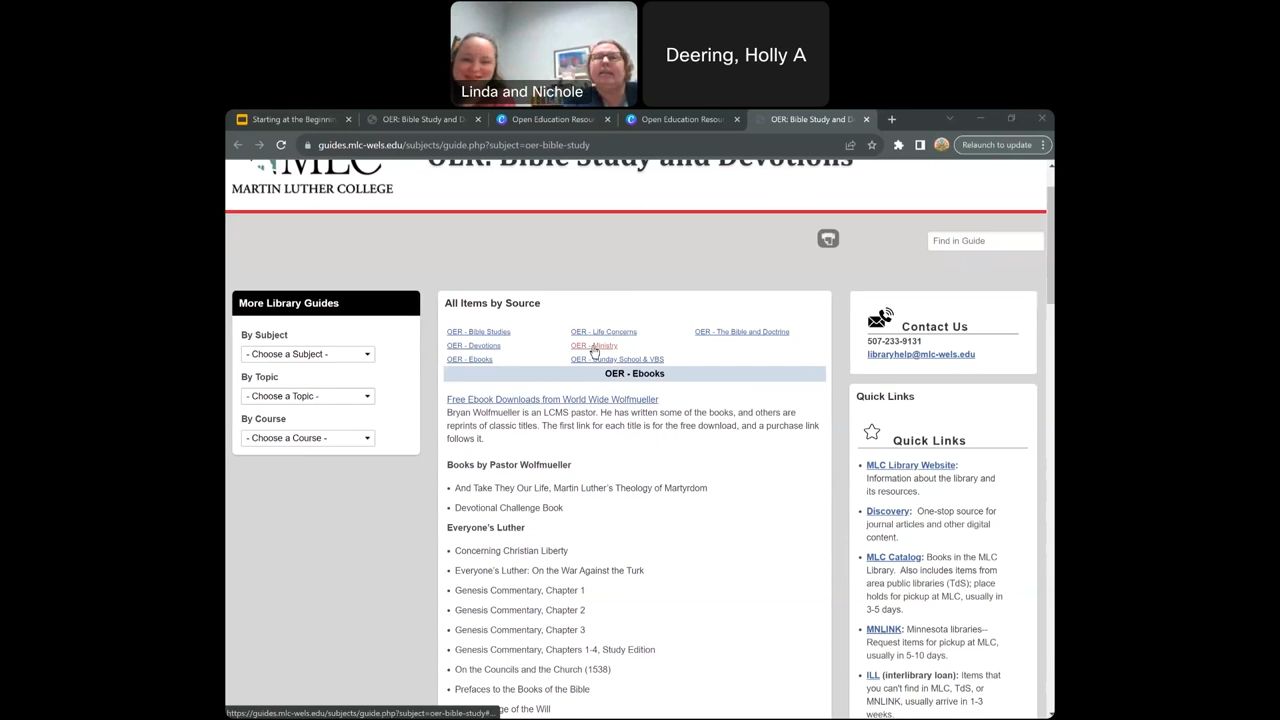 Linda and Nichole
Deering, Holly A
Starting at the Beginnin
OER: Bible Study and D
Open Education Resou
Open Education Resou
OER: Bible Study and D
guides.mlc-wels.edu/subjects/guide.php?subject=oer-bible-study
Relaunch to update
MLC
MARTIN LUTHER COLLEGE
OER: Bible Study and Devotions
Find in Guide
More Library Guides
By Subject
- Choose a Subject -
By Topic
- Choose a Topic -
By Course
- Choose a Course -
All Items by Source
OER - Bible Studies
OER - Life Concerns
OER - The Bible and Doctrine
OER - Devotions
OER - Ministry
OER - Ebooks
OER - Sunday School & VBS
OER - Ebooks
Free Ebook Downloads from World Wide Wolfmueller
Bryan Wolfmueller is an LCMS pastor. He has written some of the books, and others are
reprints of classic titles. The first link for each title is for the free download, and a purchase link
follows it.
Books by Pastor Wolfmueller
• And Take They Our Life, Martin Luther's Theology of Martyrdom
• Devotional Challenge Book
Everyone's Luther
• Concerning Christian Liberty
• Everyone's Luther: On the War Against the Turk
• Genesis Commentary, Chapter 1
• Genesis Commentary, Chapter 2
• Genesis Commentary, Chapter 3
• Genesis Commentary, Chapters 1-4, Study Edition
• On the Councils and the Church (1538)
• Prefaces to the Books of the Bible
ge of the Will
Contact Us
507-233-9131
libraryhelp@mlc-wels.edu
Quick Links
Quick Links
• MLC Library Website:
Information about the library and
its resources.
• Discovery: One-stop source for
journal articles and other digital
content.
• MLC Catalog: Books in the MLC
Library. Also includes items from
area public libraries (TdS); place
holds for pickup at MLC, usually in
3-5 days.
• MNLINK: Minnesota libraries--
Request items for pickup at MLC,
usually in 5-10 days.
• ILL (interlibrary loan): Items that
you can't find in MLC, TdS, or
MNLINK, usually arrive in 1-3
weeks.
https://guides.mlc-wels.edu/subjects/guide.php?subject=oer-bible-study#...